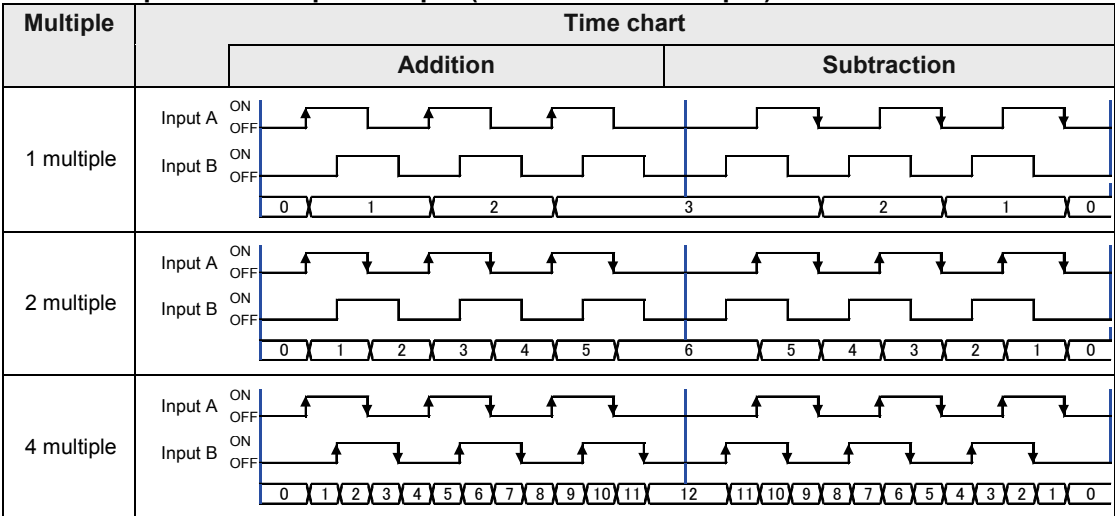 Multiple Time chart
Addition Subtraction
1 multiple
Input A ON
OFF
Input B ON
OFF
0 1 2 3 2 1 0
2 multiple
Input A ON
OFF
Input B ON
OFF
0 1 2 3 4 5 6 5 4 3 2 1 0
4 multiple
Input A ON
OFF
Input B ON
OFF
0 1 2 3 4 5 6 7 8 9 10 11 12 11 10 9 8 7 6 5 4 3 2 1 0